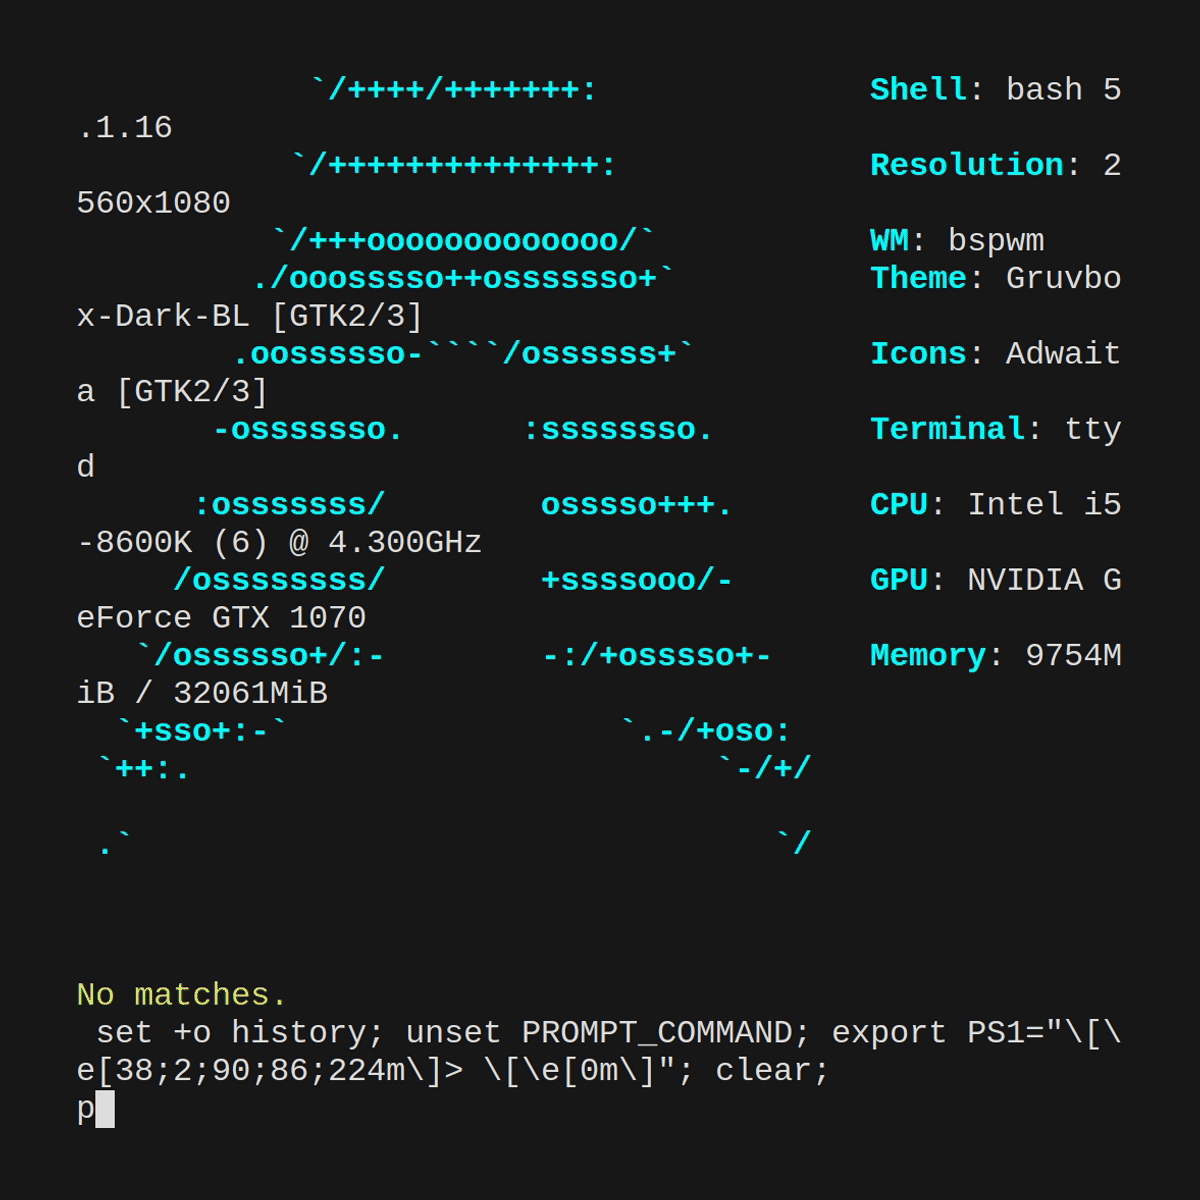 `/++++/+++++++:              Shell: bash 5
.1.16
           `/++++++++++++++:             Resolution: 2
560x1080
          `/+++ooooooooooooo/`           WM: bspwm
         ./ooosssso++osssssso+`          Theme: Gruvbo
x-Dark-BL [GTK2/3]
        .oossssso-````/ossssss+`         Icons: Adwait
a [GTK2/3]
       -osssssso.      :ssssssso.        Terminal: tty
d
      :osssssss/        osssso+++.       CPU: Intel i5
-8600K (6) @ 4.300GHz
     /ossssssss/        +ssssooo/-       GPU: NVIDIA G
eForce GTX 1070
   `/ossssso+/:-        -:/+osssso+-     Memory: 9754M
iB / 32061MiB
  `+sso+:-`                 `.-/+oso:
 `++:.                           `-/+/
 .`                                 `/
No matches.
 set +o history; unset PROMPT_COMMAND; export PS1="\[\
e[38;2;90;86;224m\]> \[\e[0m\]"; clear;
p